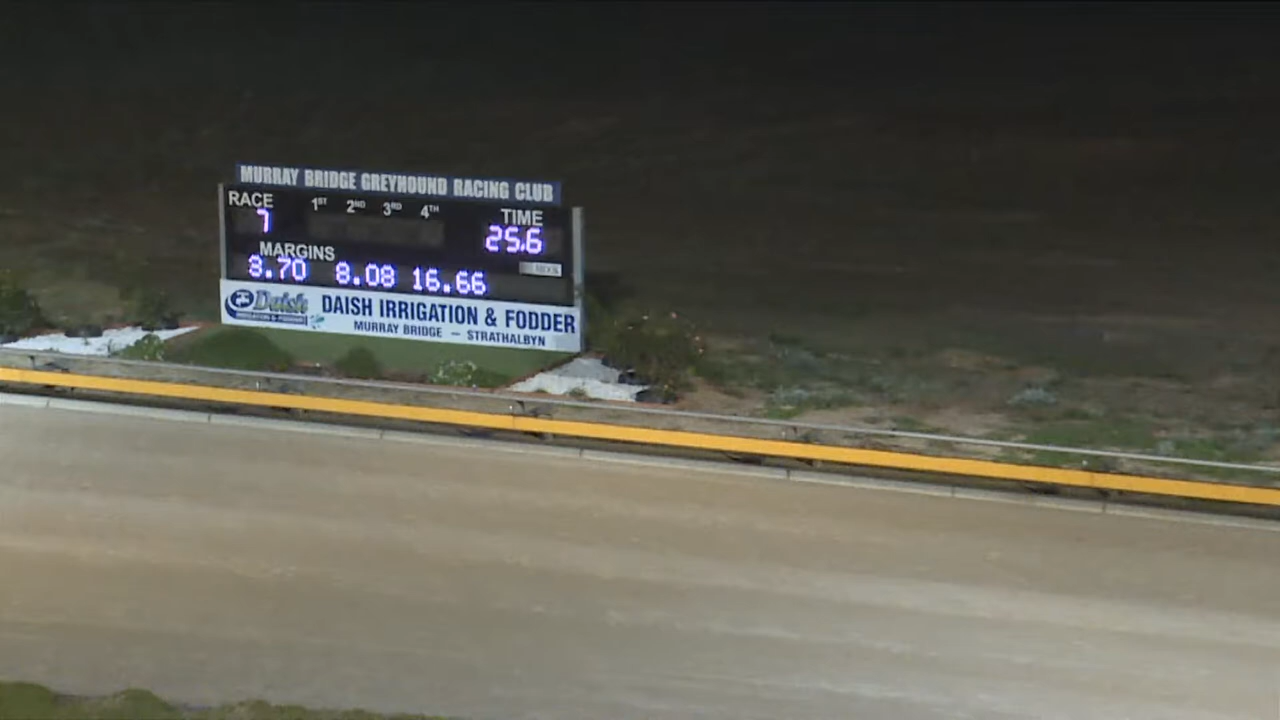 MURRAY BRIDGE GREYHOUND RACING CLUB
RACE 1ST 2ND 3RD 4TH TIME
7 25.6
MARGINS
3.70 8.08 16.66
Daish DAISH IRRIGATION & FODDER
MURRAY BRIDGE — STRATHALBYN